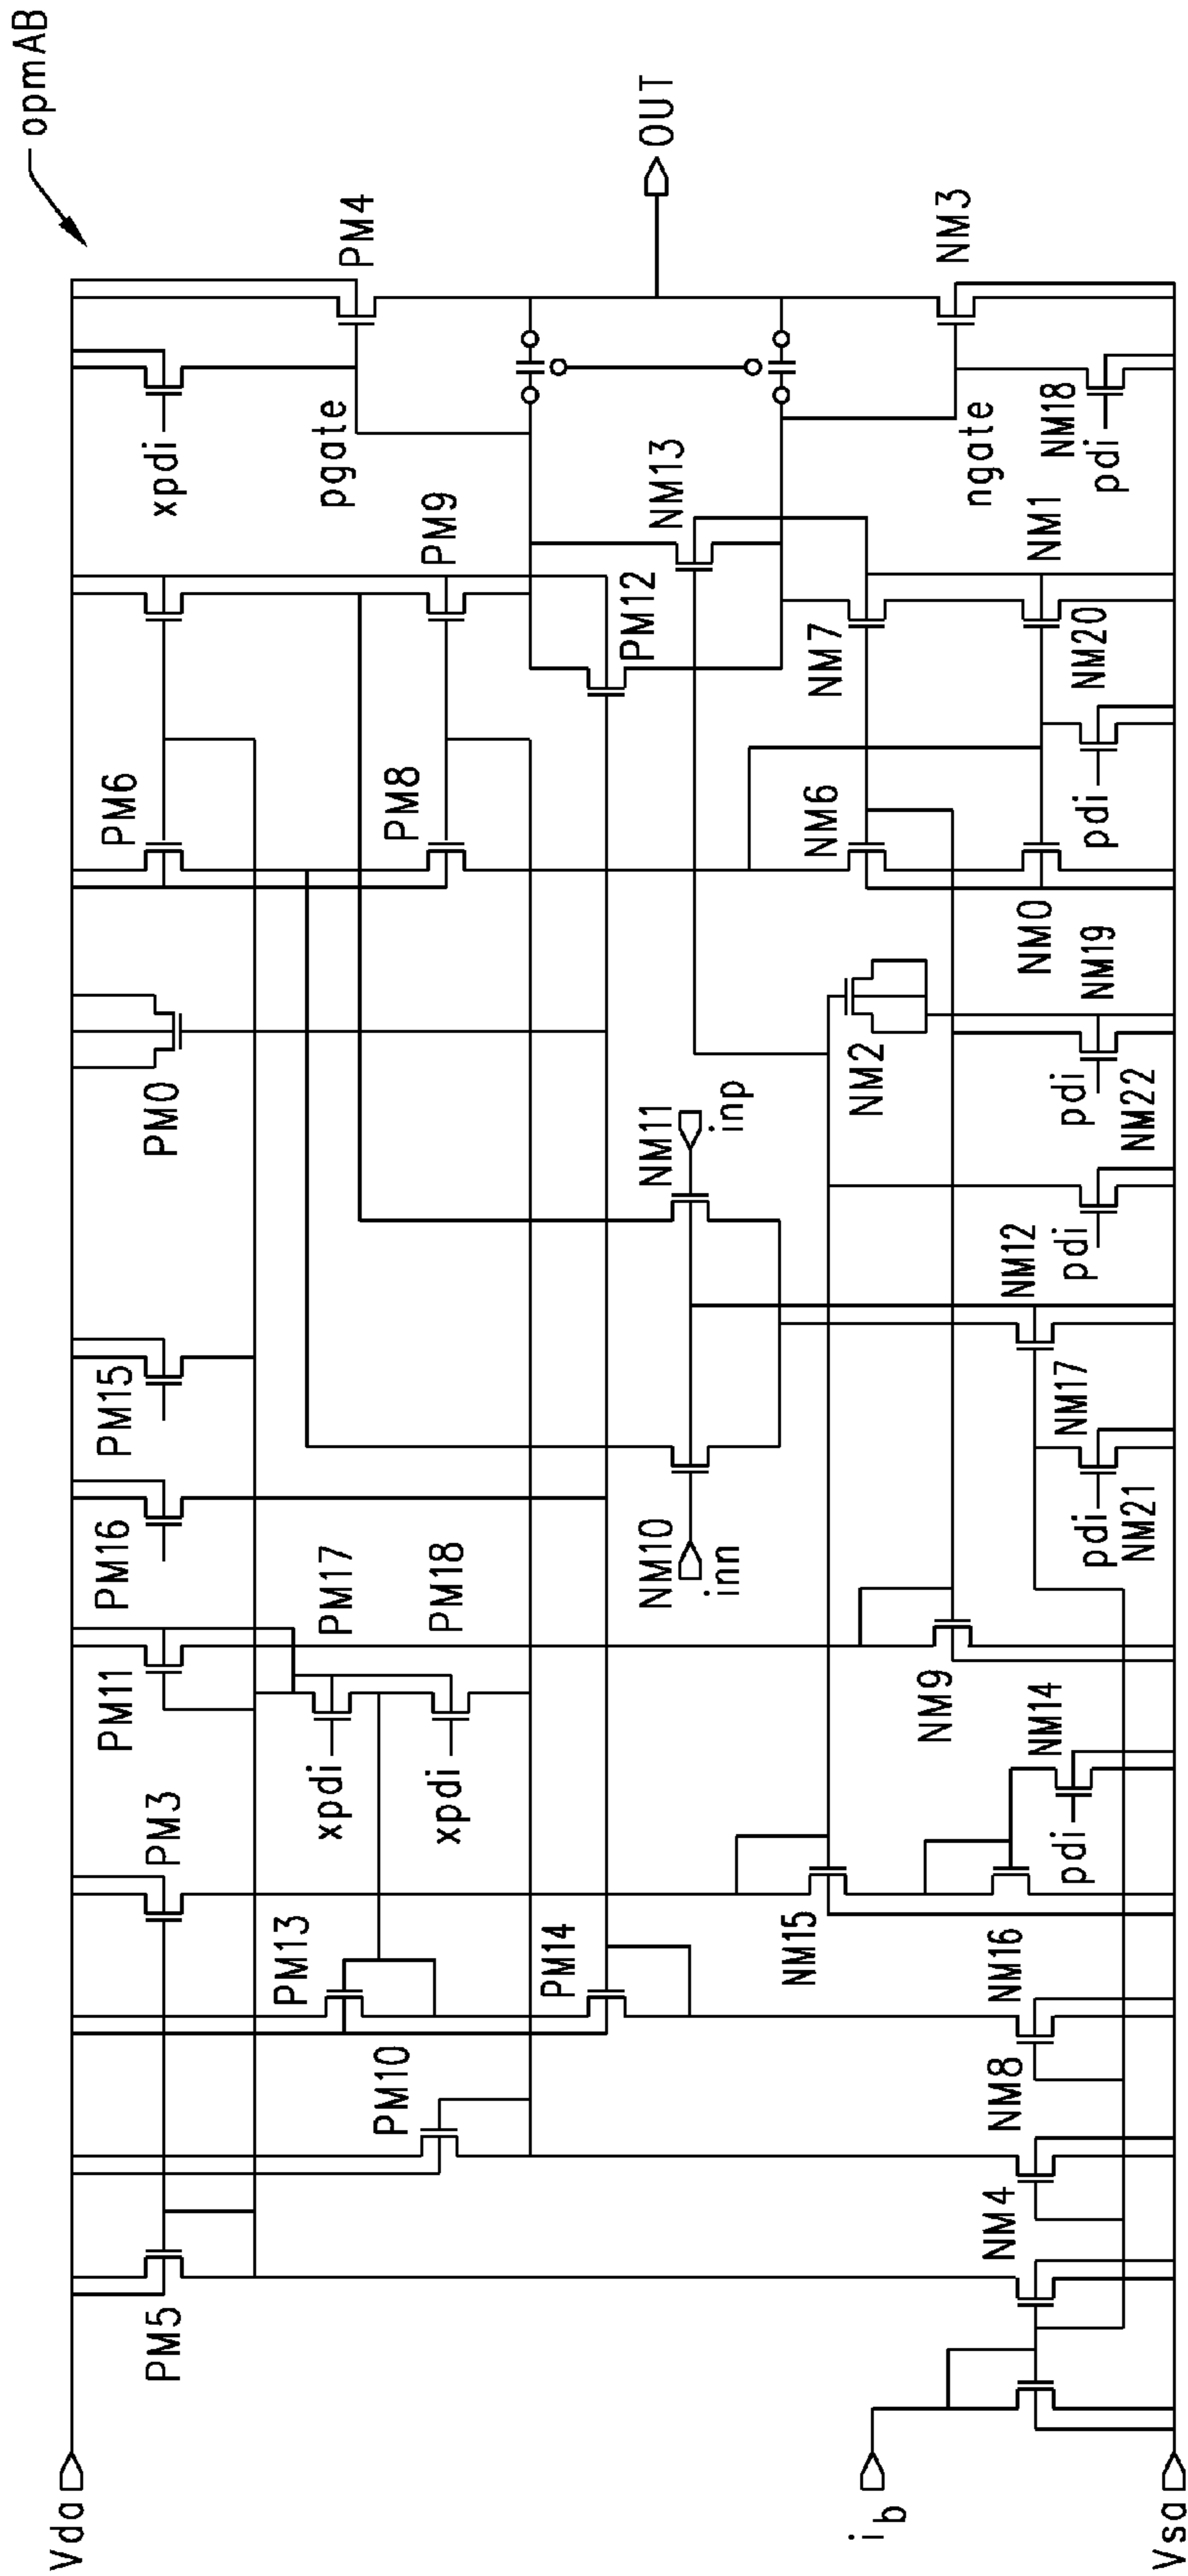 opmAB
Vda
PM5
PM3
PM11
PM16
PM15
PM0
PM6
xpdi
PM4
pgate
PM10
PM13
PM17
PM18
xpdi
xpdi
PM14
PM8
PM9
PM12
NM13
OUT
NM10
inn
NM11
inp
NM15
NM9
NM2
NM6
NM7
ngate
NM3
i b
NM4
NM8
NM16
NM14
pdi
NM17
pdi
NM21
NM12
pdi
NM22
pdi
NM19
NM0
pdi
NM20
NM1
NM18
pdi
Vsa